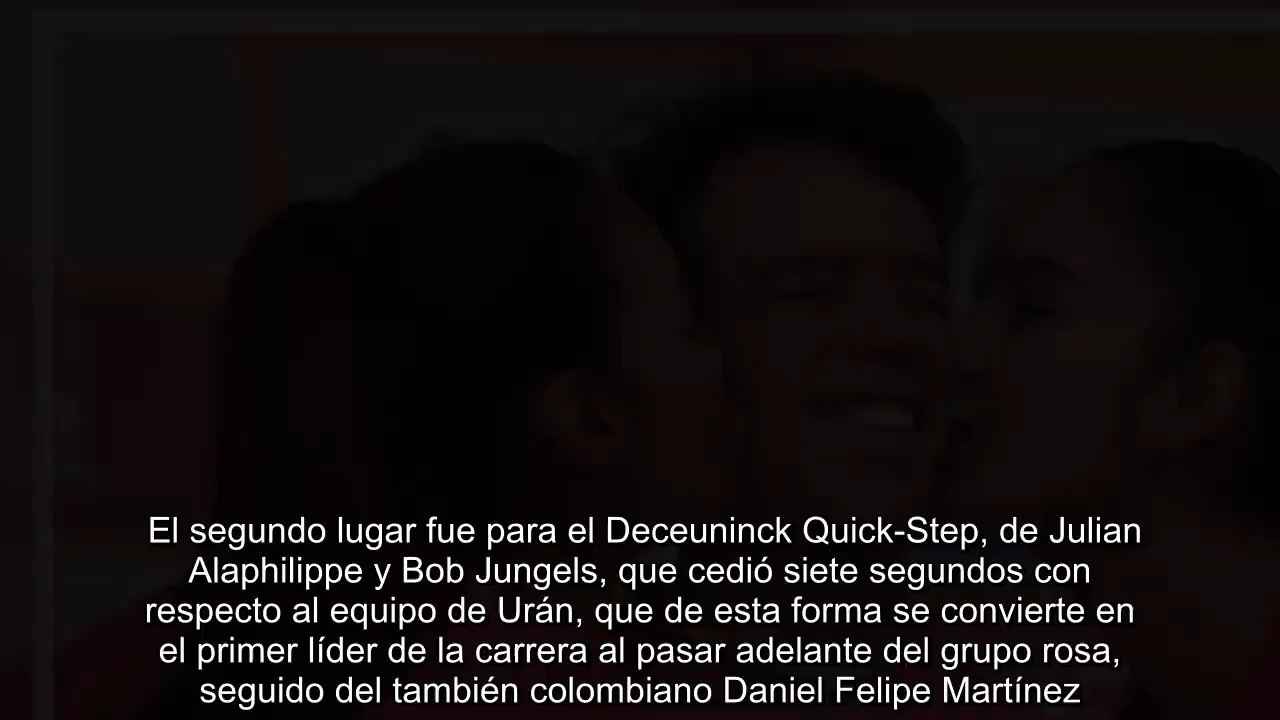 El segundo lugar fue para el Deceuninck Quick-Step, de Julian
Alaphilippe y Bob Jungels, que cedió siete segundos con
respecto al equipo de Urán, que de esta forma se convierte en
el primer líder de la carrera al pasar adelante del grupo rosa,
seguido del también colombiano Daniel Felipe Martínez